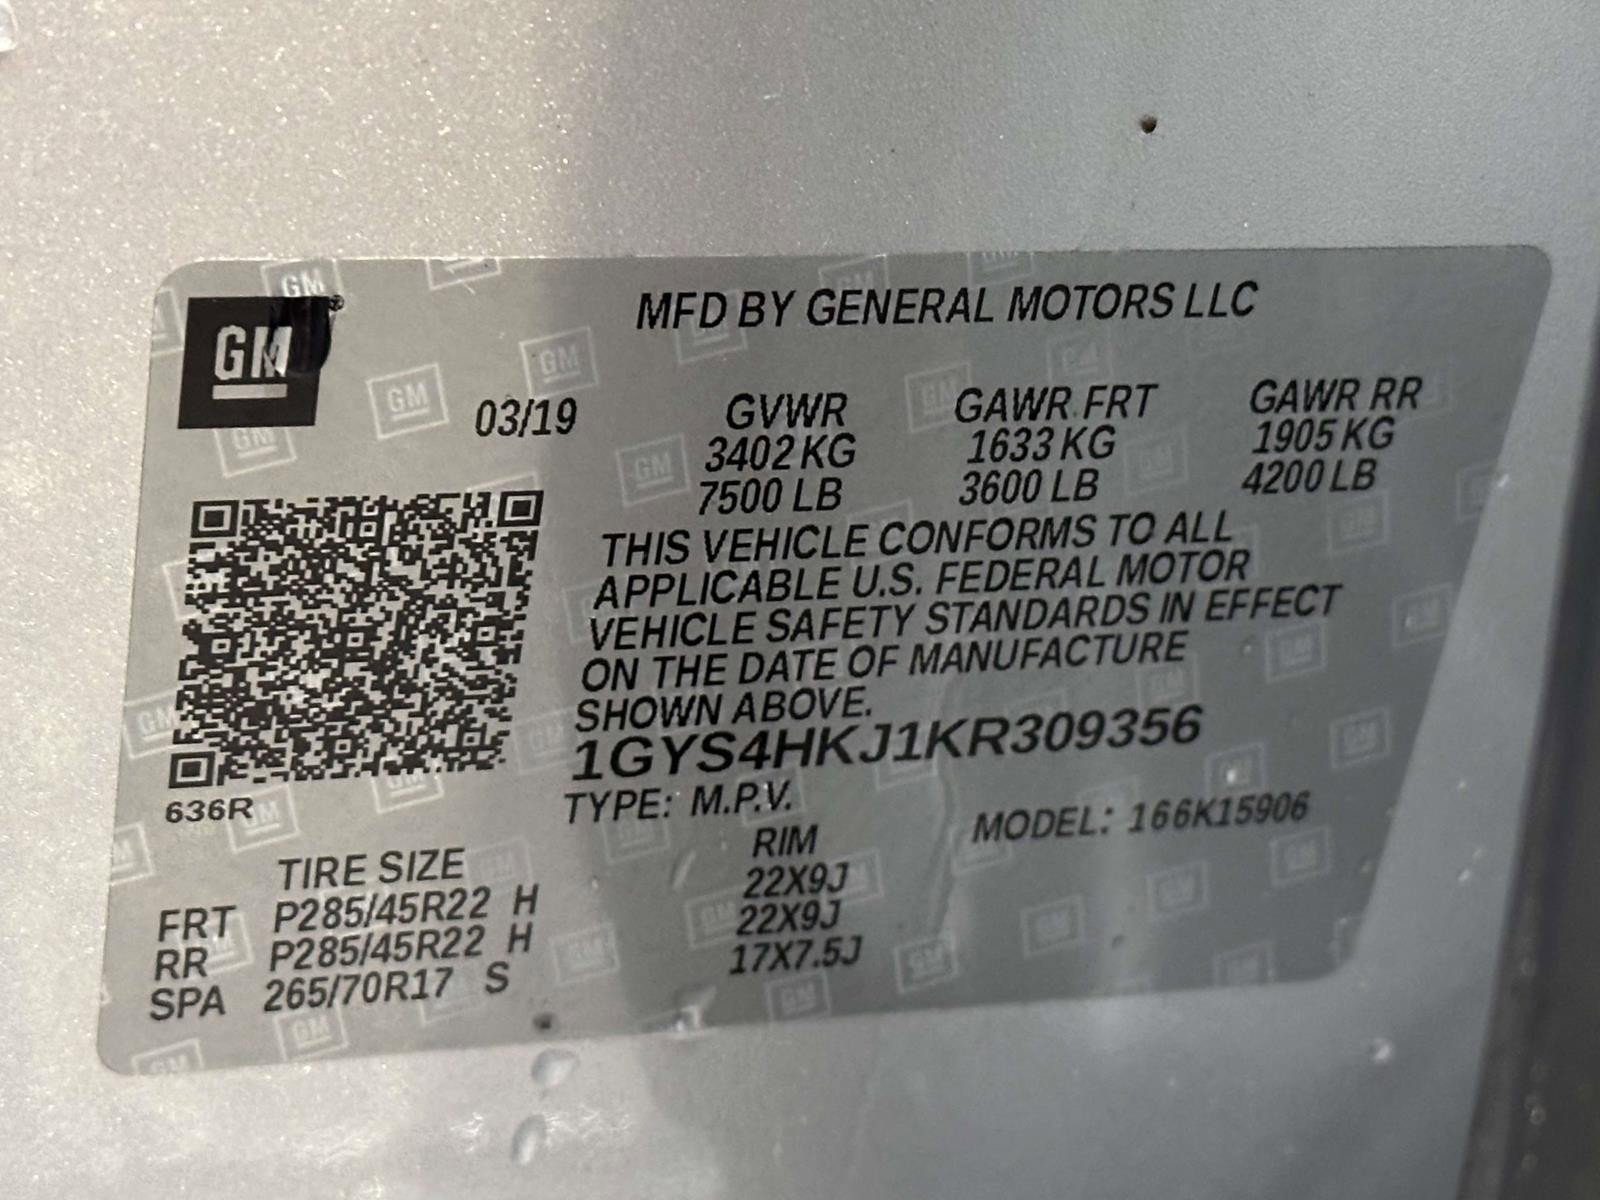 GM
MFD BY GENERAL MOTORS LLC
03/19
GVWR GAWR FRT GAWR RR
3402 KG 1633 KG 1905 KG
7500 LB 3600 LB 4200 LB
THIS VEHICLE CONFORMS TO ALL
APPLICABLE U.S. FEDERAL MOTOR
VEHICLE SAFETY STANDARDS IN EFFECT
ON THE DATE OF MANUFACTURE
SHOWN ABOVE.
1GYS4HKJ1KR309356
636R
TYPE: M.P.V. MODEL: 166K15906
TIRE SIZE RIM
FRT P285/45R22 H 22X9J
RR P285/45R22 H 22X9J
SPA 265/70R17 S 17X7.5J